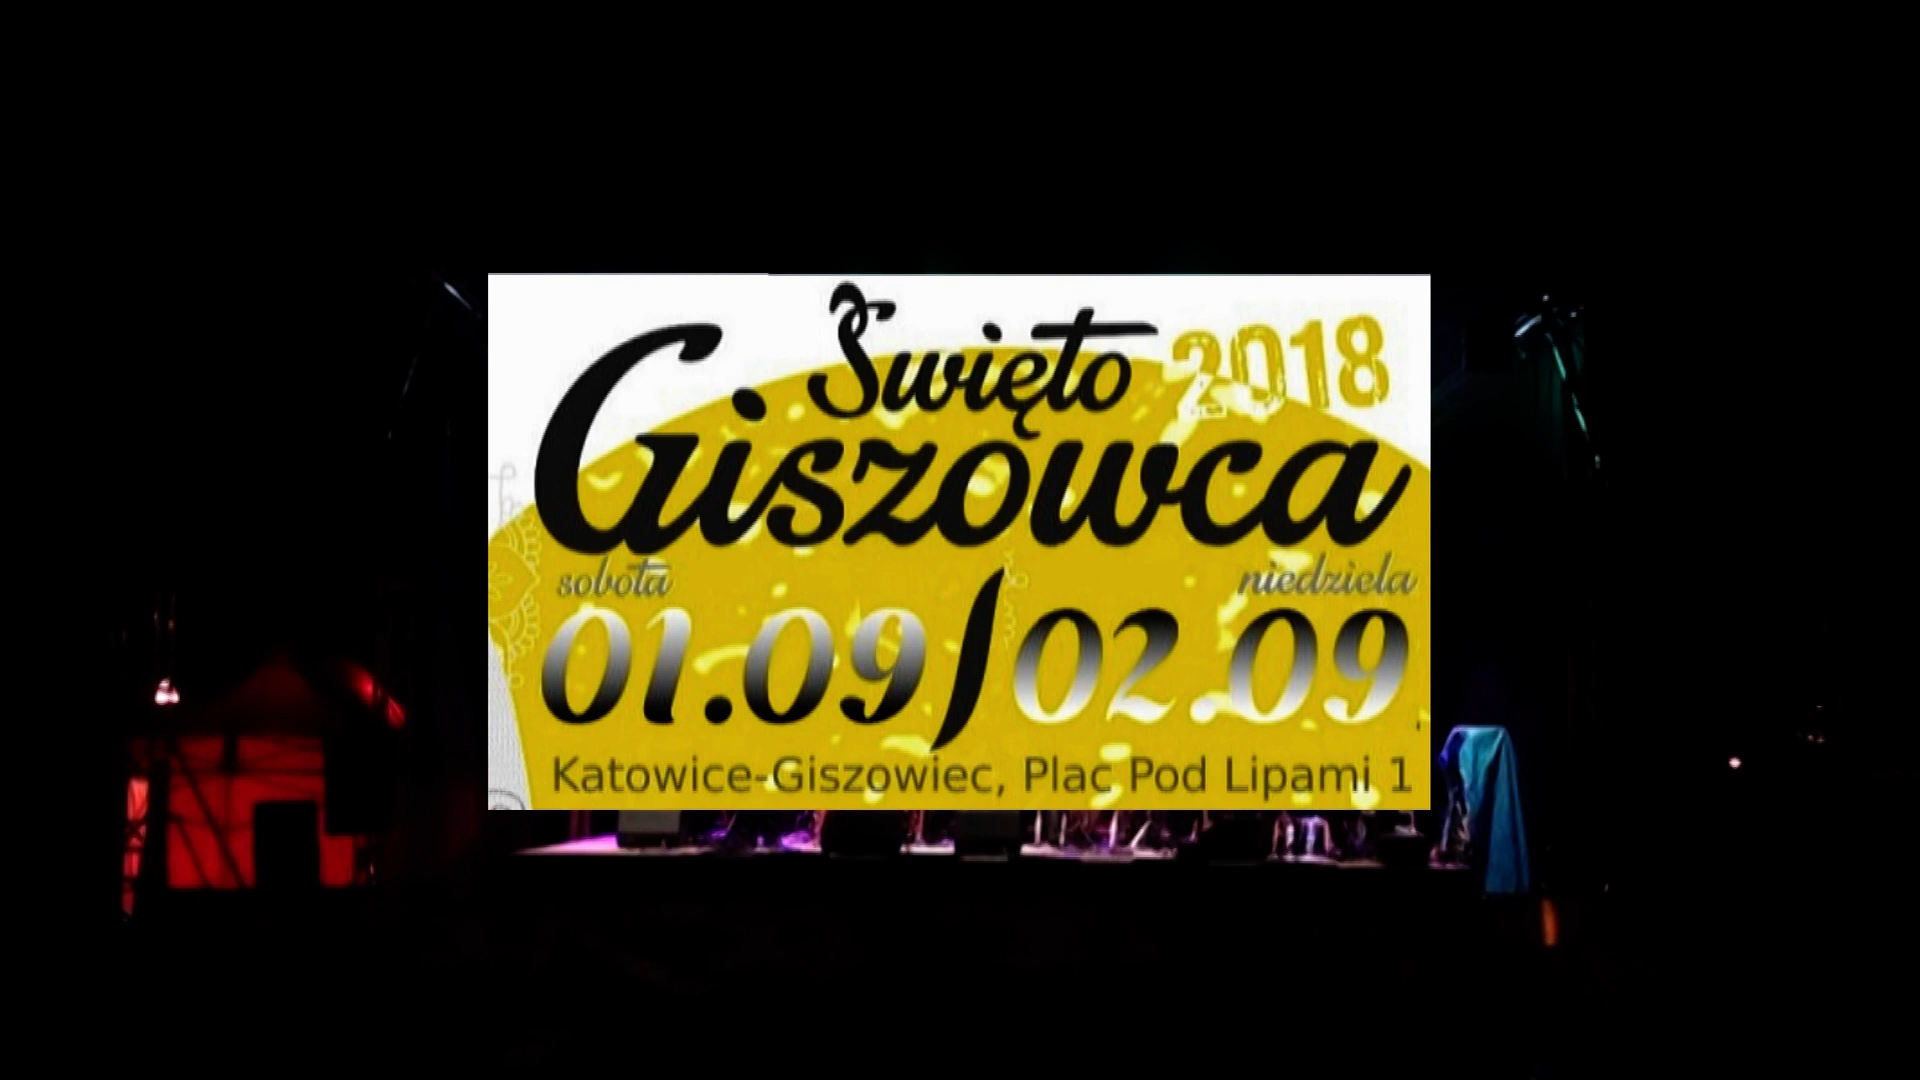 Święto 2018
Giszowca
sobota niedziela
01.09/02.09
Katowice-Giszowiec, Plac Pod Lipami 1